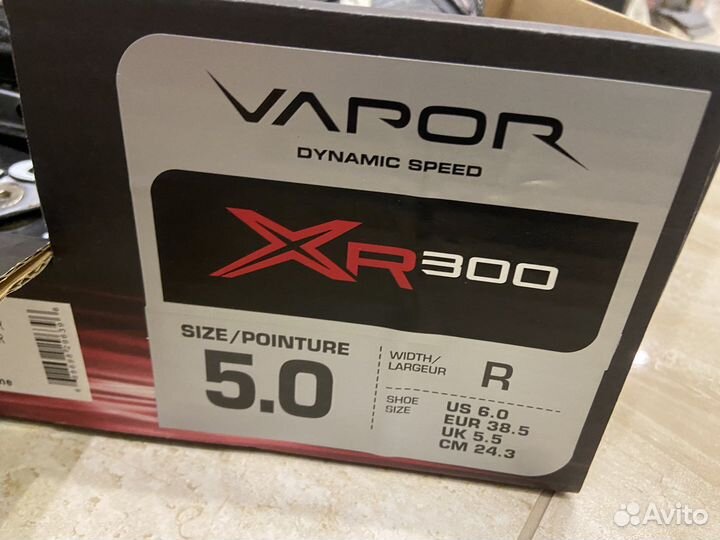 VAPOR
DYNAMIC SPEED
XR300
SIZE/POINTURE
5.0
WIDTH/
LARGEUR
R
SHOE
SIZE
US 6.0
EUR 38.5
UK 5.5
CM 24.3
Avito